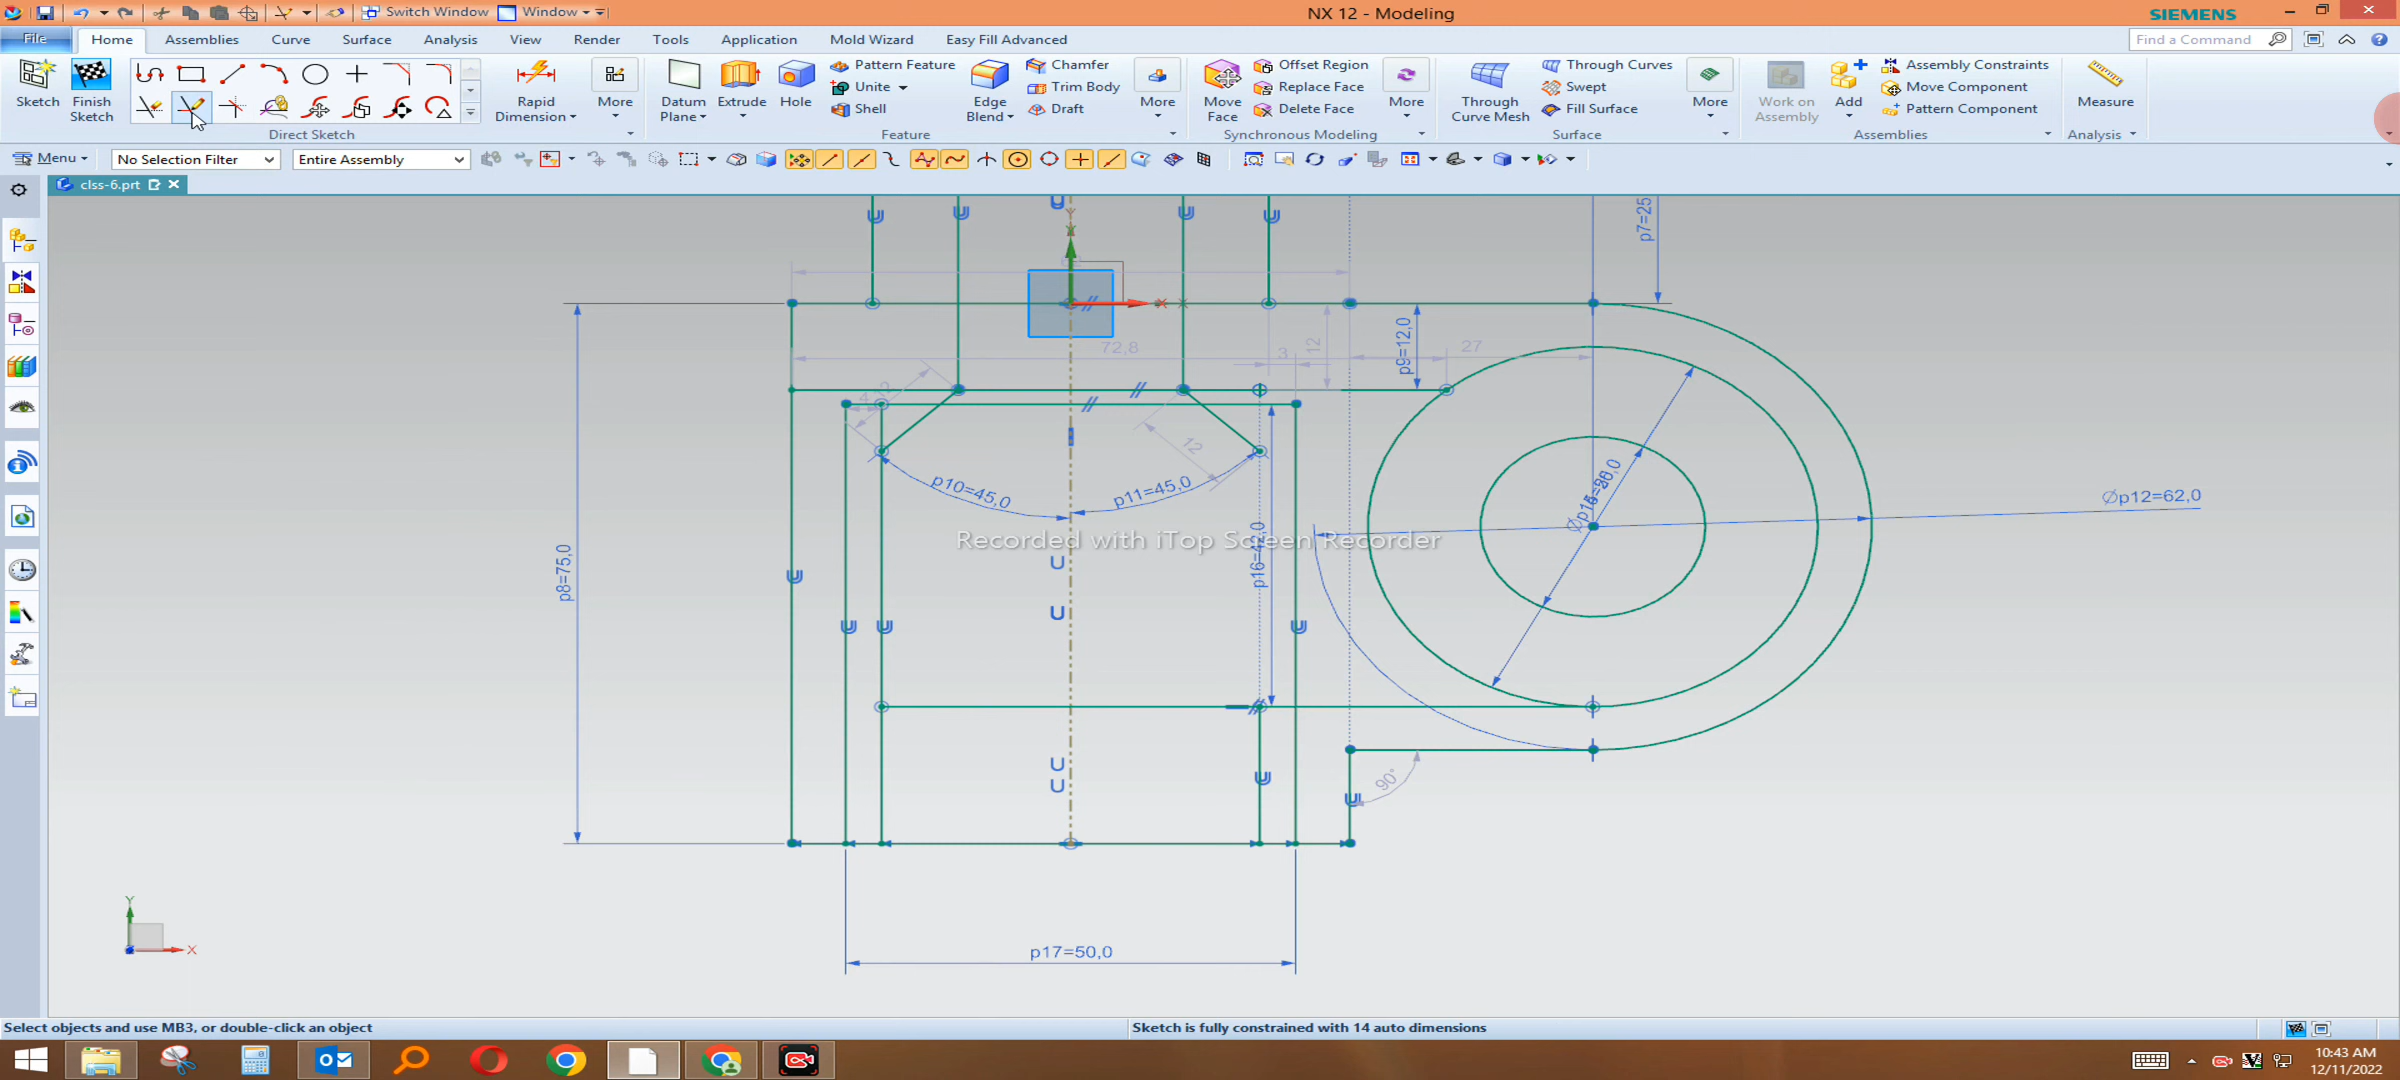 Switch Window Window
NX 12 - Modeling
SIEMENS
File Home Assemblies Curve Surface Analysis View Render Tools Application Mold Wizard Easy Fill Advanced
Find a Command
Sketch
Finish Sketch
Direct Sketch
Rapid Dimension
More
Datum Plane
Extrude
Hole
Pattern Feature
Unite
Shell
Edge Blend
Chamfer
Trim Body
Draft
More
Feature
Move Face
Offset Region
Replace Face
Delete Face
More
Synchronous Modeling
Through Curve Mesh
Through Curves
Swept
Fill Surface
More
Surface
Work on Assembly
Add
Assembly Constraints
Move Component
Pattern Component
Assemblies
Measure
Analysis
Menu No Selection Filter Entire Assembly
clss-6.prt
p7=25
Y
X
72,8
3
12
p9=12,0
27
4
12
12
p10=45,0
p11=45,0
Øp12=62,0
p16=42,0
p8=75,0
Recorded with iTop Screen Recorder
90°
p17=50,0
Y
X
Select objects and use MB3, or double-click an object
Sketch is fully constrained with 14 auto dimensions
10:43 AM
12/11/2022